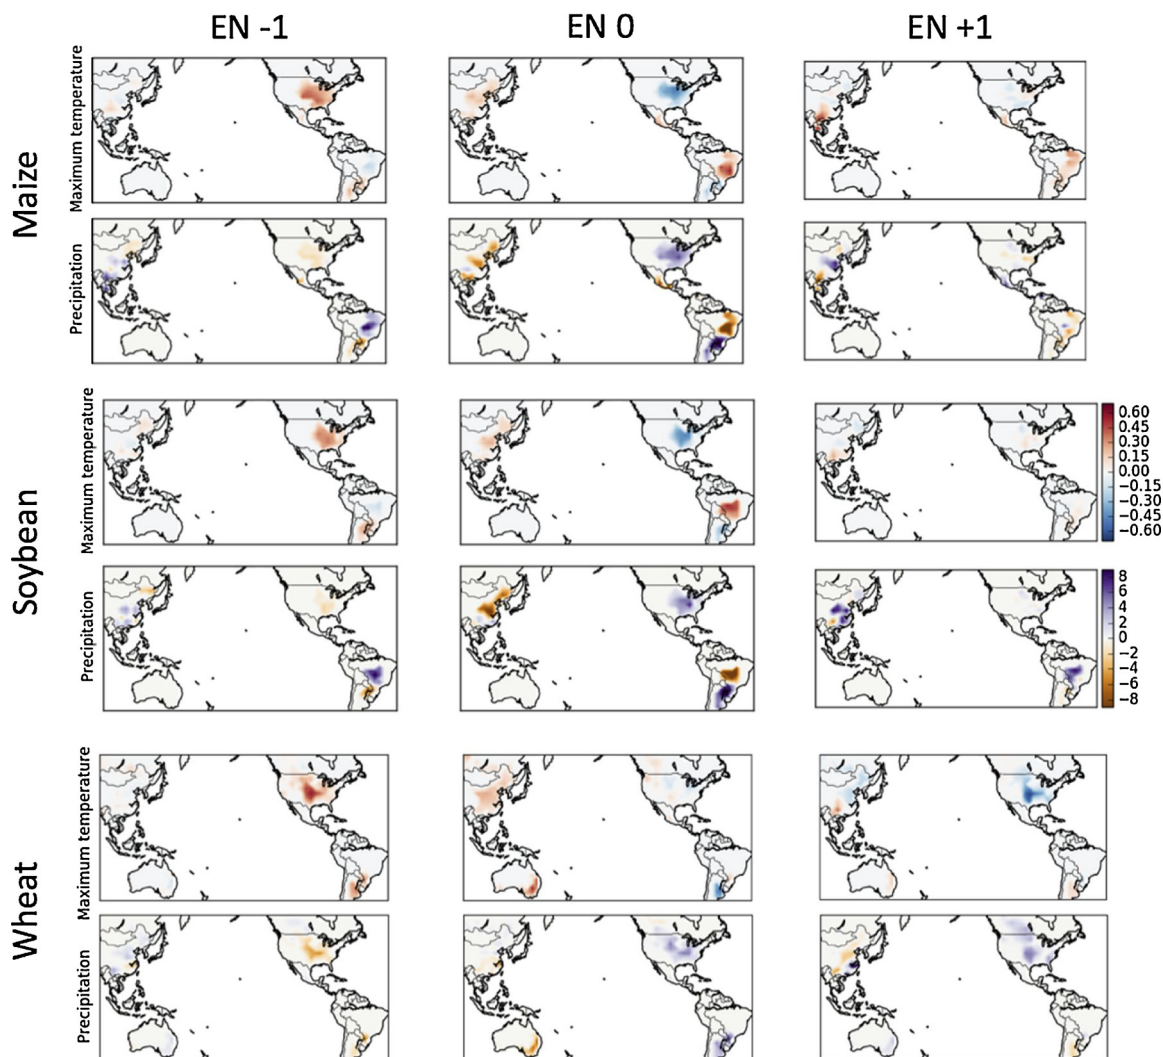 EN -1 EN 0 EN +1
Maize
Maximum temperature
Precipitation
Soybean
Maximum temperature
0.60
0.45
0.30
0.15
0.00
−0.15
−0.30
−0.45
−0.60
Precipitation
8
6
4
2
0
−2
−4
−6
−8
Wheat
Maximum temperature
Precipitation